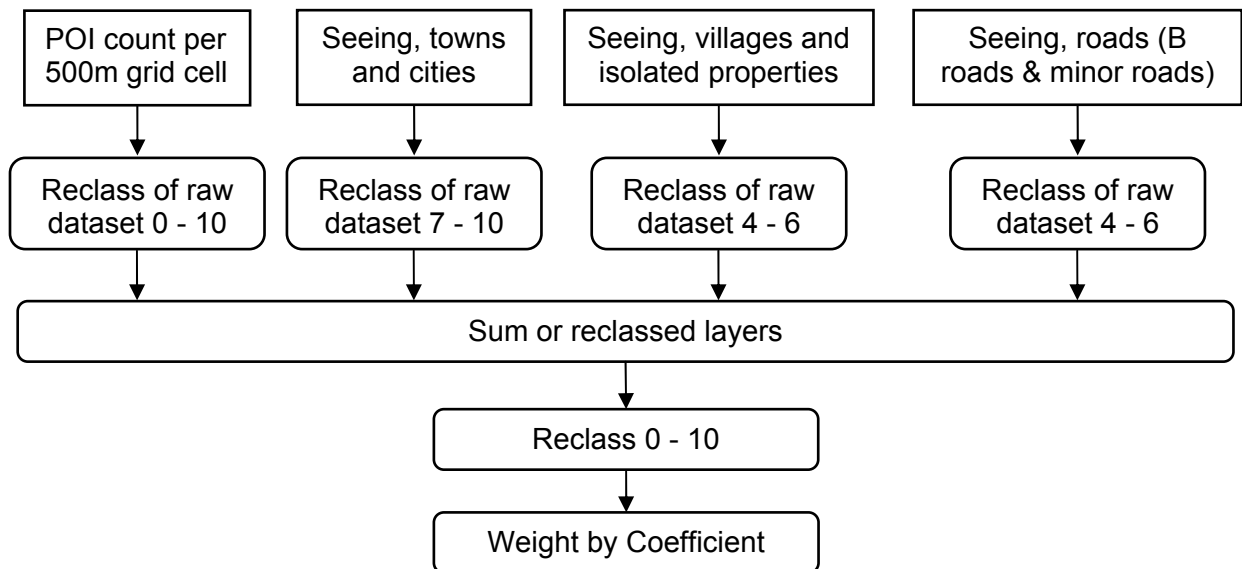 POI count per
500m grid cell
Seeing, towns
and cities
Seeing, villages and
isolated properties
Seeing, roads (B
roads & minor roads)
Reclass of raw
dataset 0 - 10
Reclass of raw
dataset 7 - 10
Reclass of raw
dataset 4 - 6
Reclass of raw
dataset 4 - 6
Sum or reclassed layers
Reclass 0 - 10
Weight by Coefficient